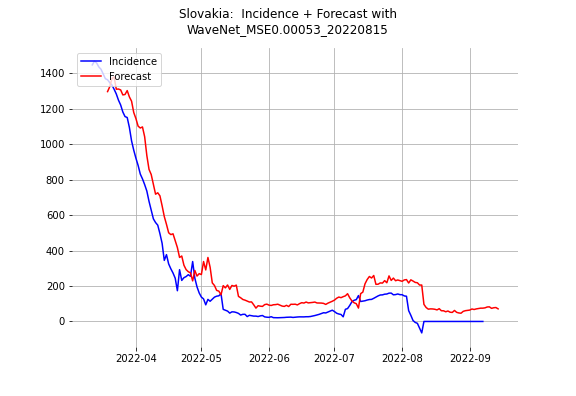 Slovakia:  Incidence + Forecast with
WaveNet_MSE0.00053_20220815
Incidence
Forecast
1400
1200
1000
800
600
400
200
0
2022-04 2022-05 2022-06 2022-07 2022-08 2022-09